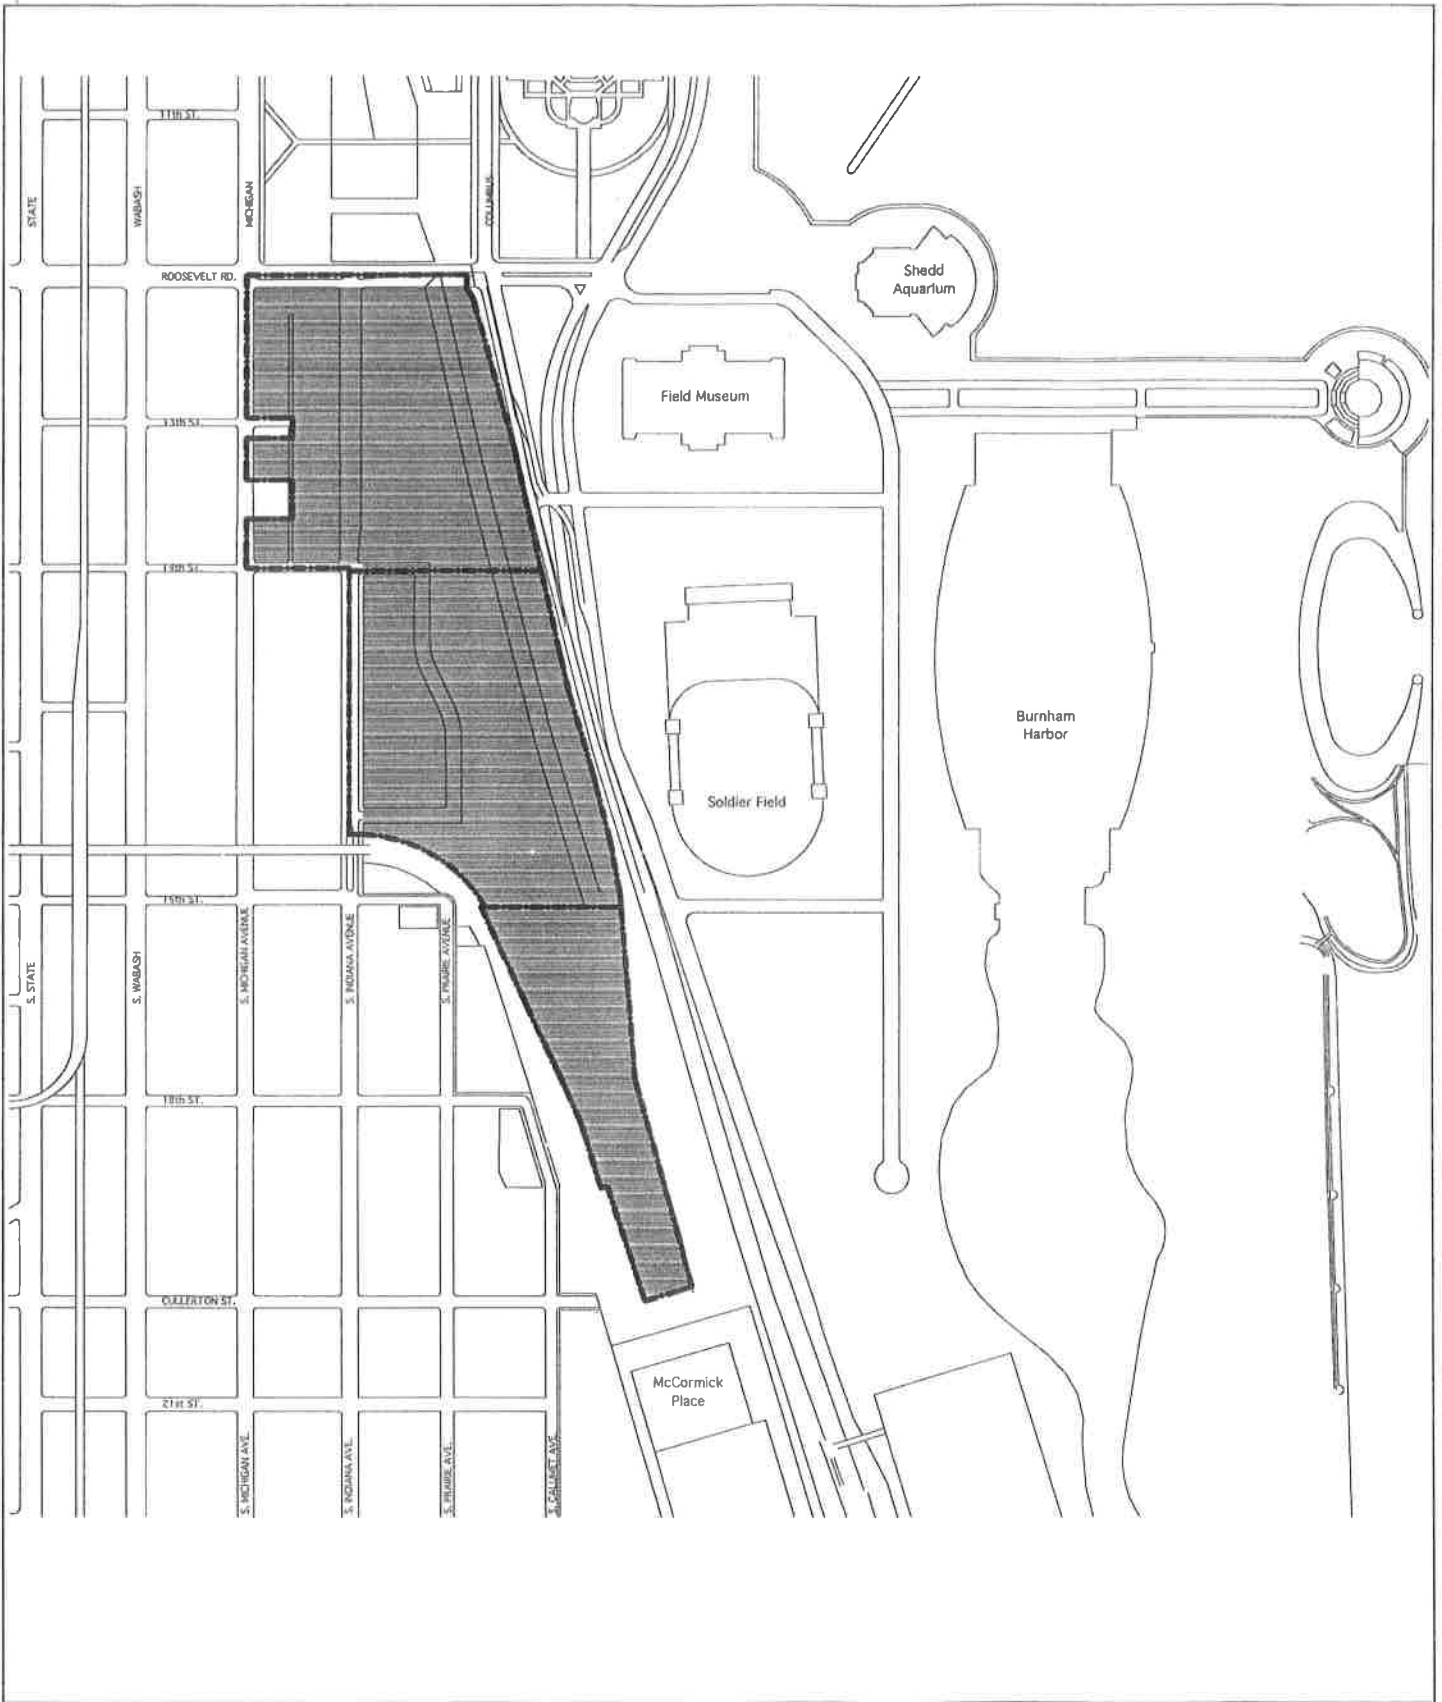 11th ST.
STATE
WABASH
MICHIGAN
COLUMBUS
ROOSEVELT RD.
Shedd
Aquarium
Field Museum
13th ST.
14th ST.
Burnham
Harbor
Soldier Field
16th ST.
S. STATE
S. WABASH
S. MICHIGAN AVENUE
S. INDIANA AVENUE
S. PRAIRIE AVENUE
18th ST.
CULLERTON ST.
McCormick
Place
21st ST.
S. MICHIGAN AVE.
S. INDIANA AVE.
S. PRAIRIE AVE.
S. CALUMET AVE.